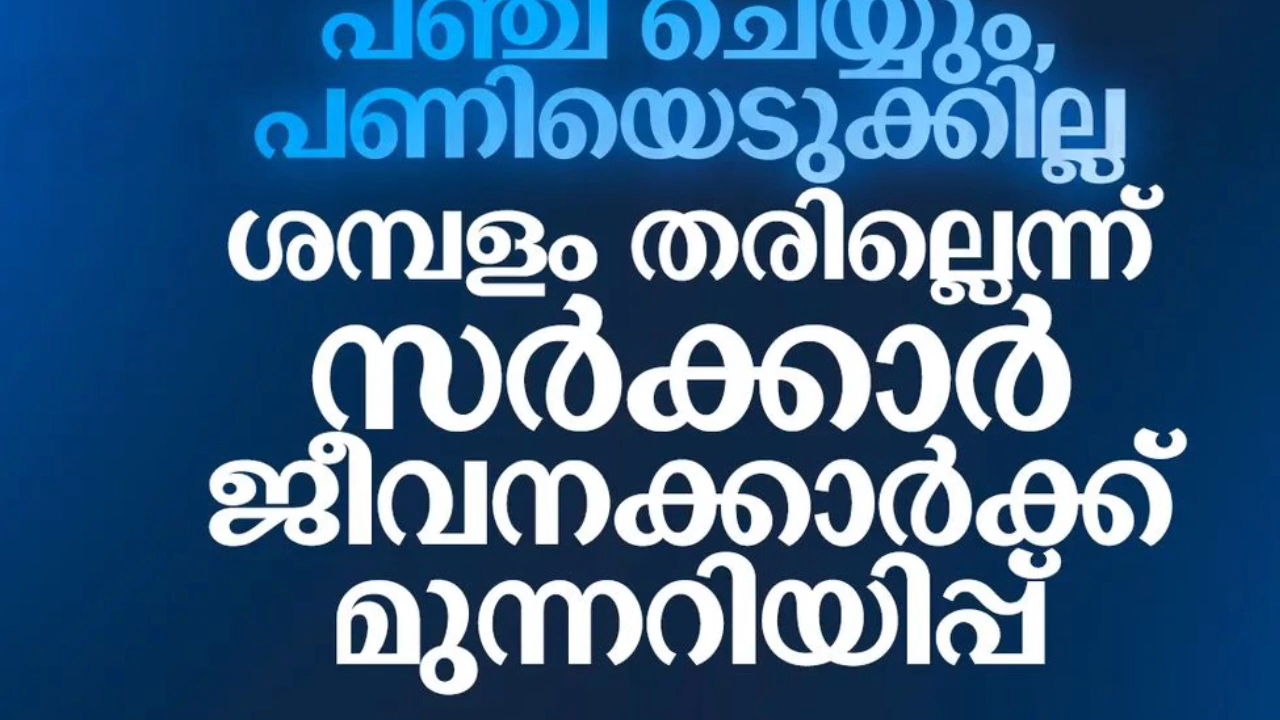 പഞ്ച് ചെയ്യും,
പണിയെടുക്കില്ല
ശമ്പളം തരില്ലെന്ന്
സർക്കാർ
ജീവനക്കാർക്ക്
മുന്നറിയിപ്പ്